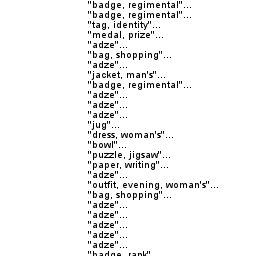 "badge, regimental"...
"badge, regimental"...
"tag, identity"...
"medal, prize"...
"adze"...
"bag, shopping"...
"adze"...
"jacket, man's"...
"badge, regimental"...
"adze"...
"adze"...
"adze"...
"jug"...
"dress, woman's"...
"bowl"...
"puzzle, jigsaw"...
"paper, writing"...
"adze"...
"outfit, evening, woman's"...
"bag, shopping"...
"adze"...
"adze"...
"adze"...
"adze"...
"adze"...
"badge, rank"